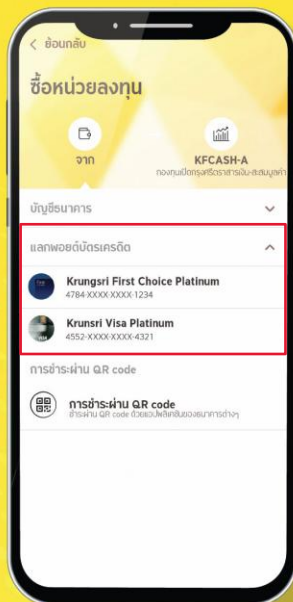 < ย้อนกลับ
ซื้อหน่วยลงทุน
จาก
KFCASH-A
กองทุนเปิดกรุงศรีตราสารเงิน-สะสมมูลค่า
บัญชีธนาคาร
แลกพอยต์บัตรเครดิต
Krungsri First Choice Platinum
4784-XXXX-XXXX-1234
Krunsri Visa Platinum
4552-XXXX-XXXX-4321
การชำระผ่าน QR code
การชำระผ่าน QR code
ชำระผ่าน QR code ด้วยแอปพลิเคชันของธนาคารต่างๆ